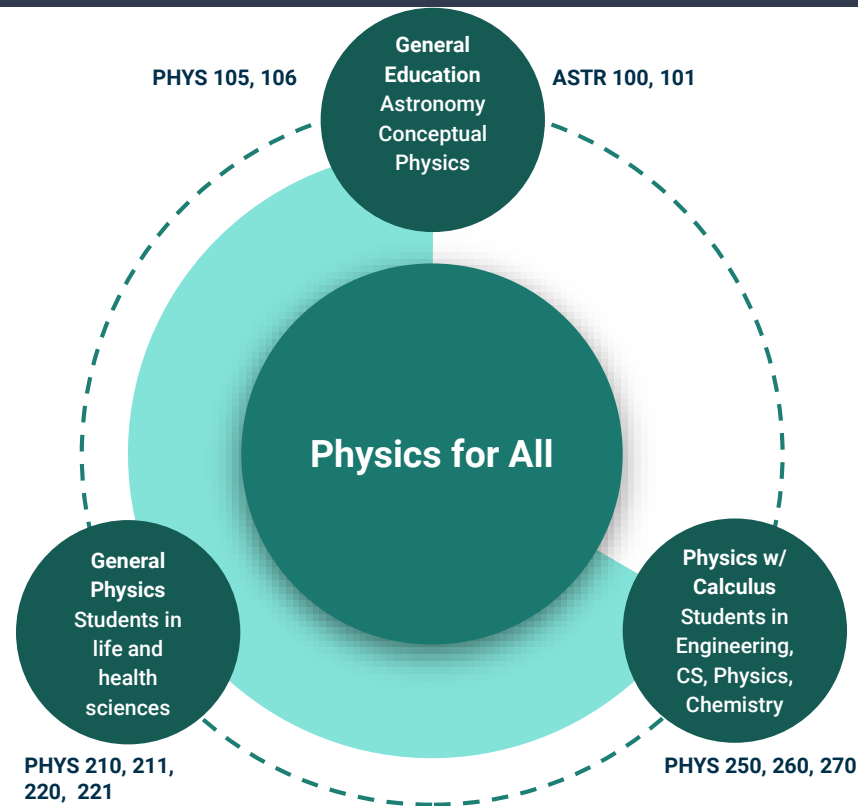 General
Education
Astronomy
Conceptual
Physics
PHYS 105, 106
ASTR 100, 101
Physics for All
General
Physics
Students in
life and
health
sciences
PHYS 210, 211,
220, 221
Physics w/
Calculus
Students in
Engineering,
CS, Physics,
Chemistry
PHYS 250, 260, 270